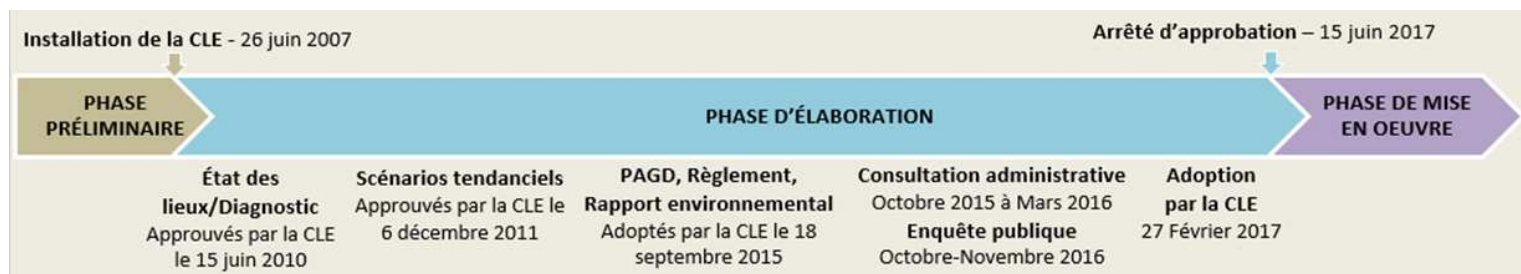 Installation de la CLE - 26 juin 2007
Arrêté d’approbation – 15 juin 2017
PHASE
PRÉLIMINAIRE
PHASE D’ÉLABORATION
PHASE DE MISE
EN OEUVRE
État des
lieux/Diagnostic
Approuvés par la CLE
le 15 juin 2010
Scénarios tendanciels
Approuvés par la CLE le
6 décembre 2011
PAGD, Règlement,
Rapport environnemental
Adoptés par la CLE le 18
septembre 2015
Consultation administrative
Octobre 2015 à Mars 2016
Enquête publique
Octobre-Novembre 2016
Adoption
par la CLE
27 Février 2017